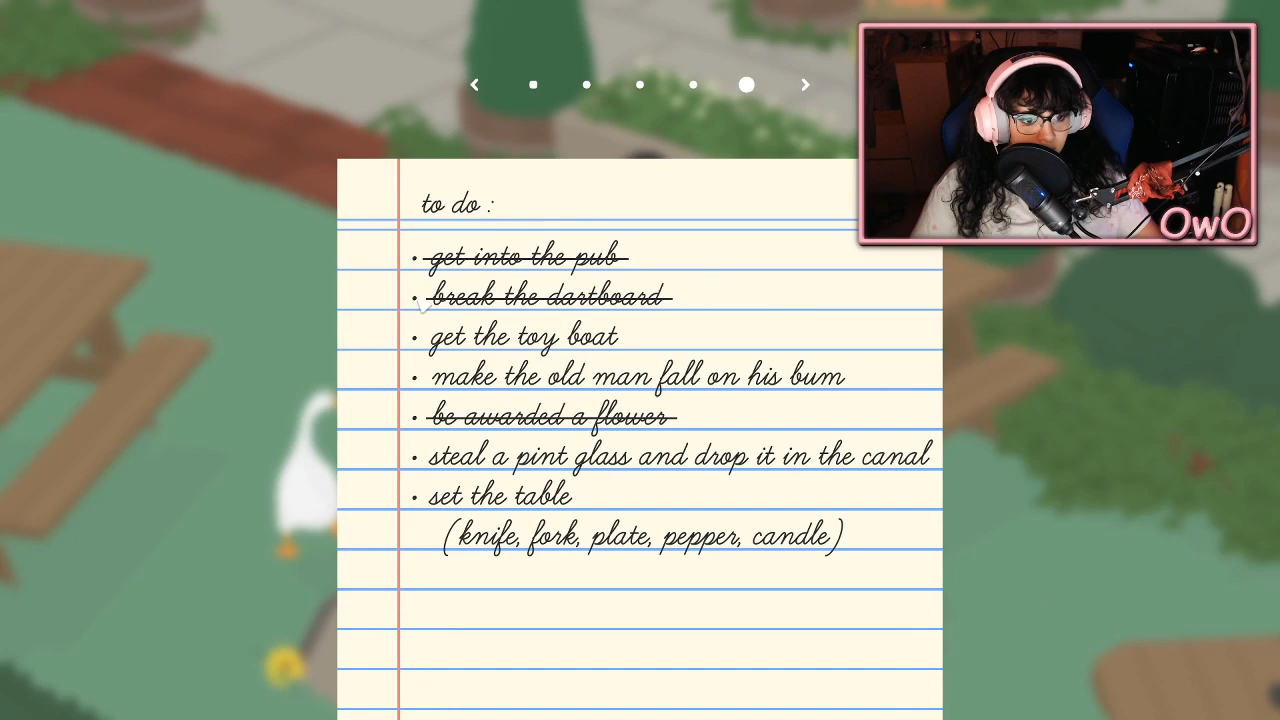 to do :
• get into the pub
• break the dartboard
• get the toy boat
• make the old man fall on his bum
• be awarded a flower
• steal a pint glass and drop it in the canal
• set the table
(knife, fork, plate, pepper, candle)
OwO